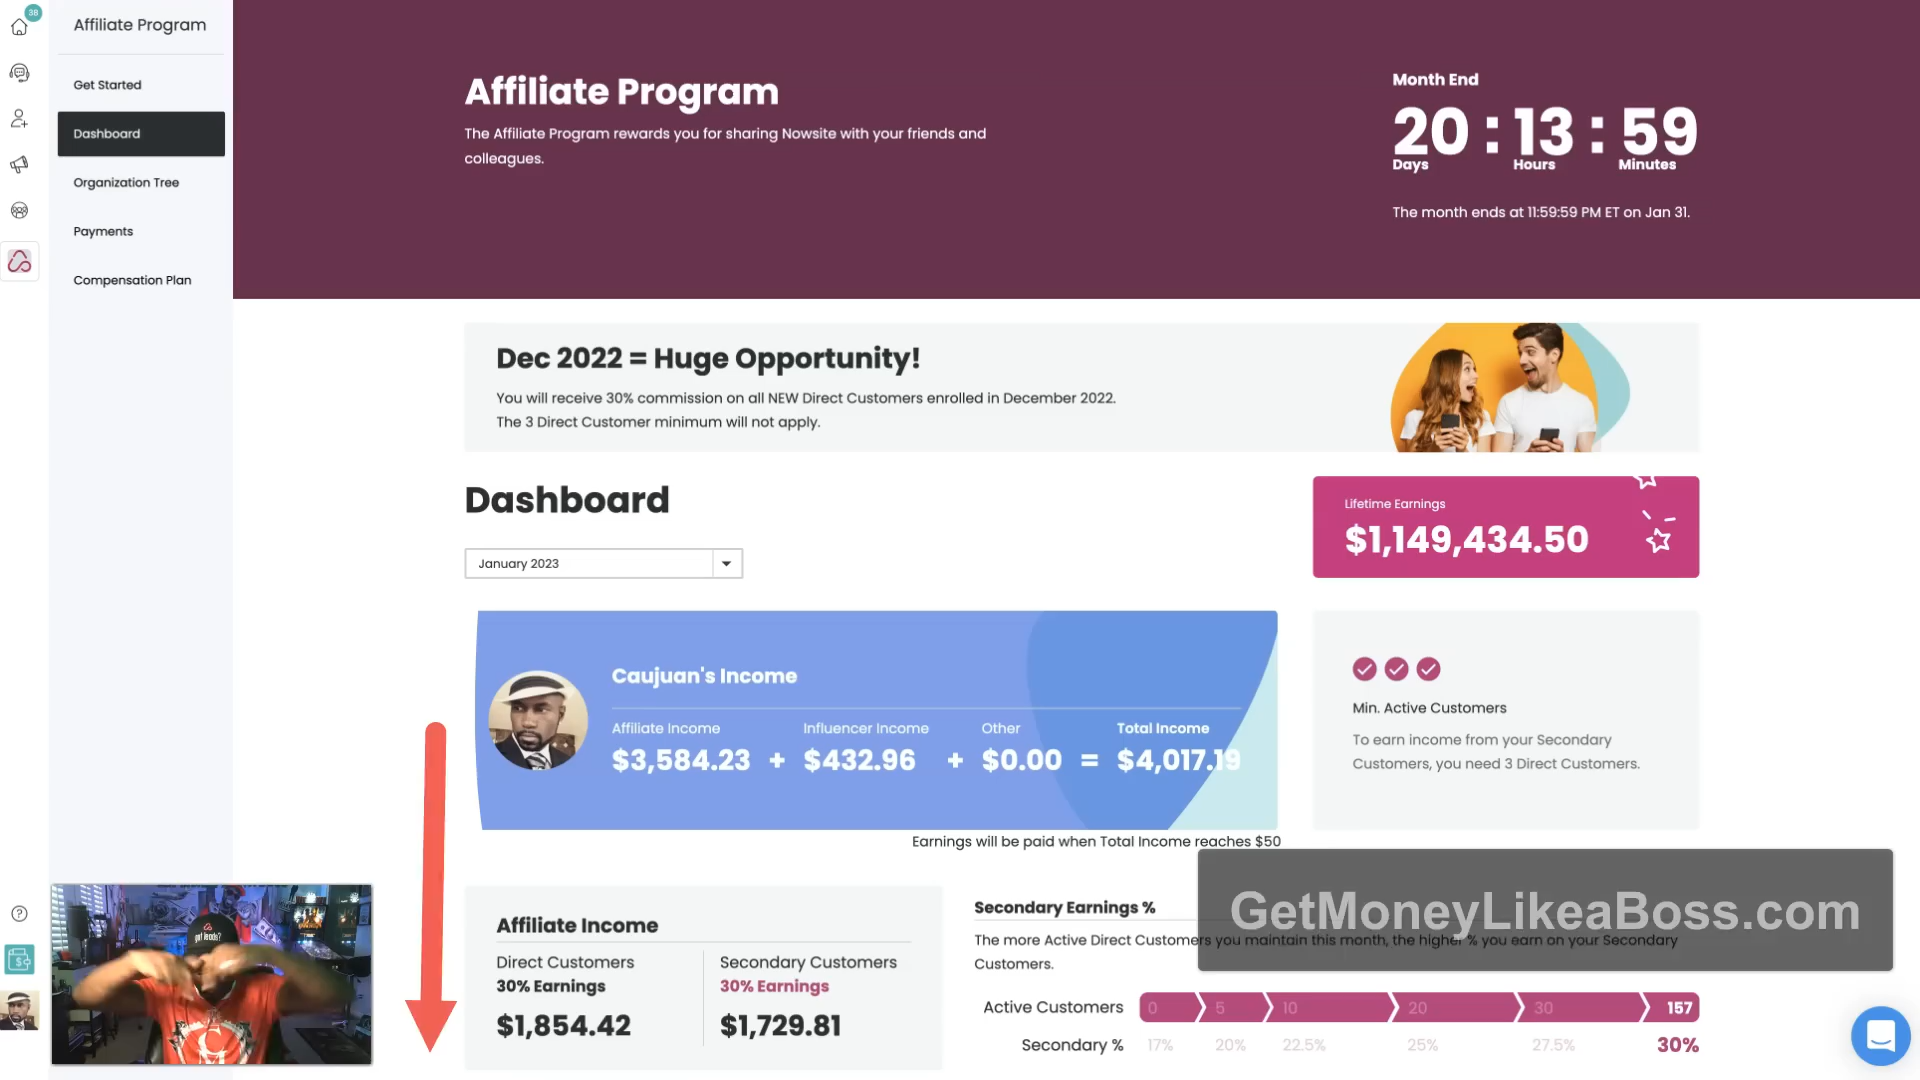 38
Affiliate Program
Get Started
Dashboard
Organization Tree
Payments
Compensation Plan
Affiliate Program
The Affiliate Program rewards you for sharing Nowsite with your friends and
colleagues.
Month End
20 : 13 : 59
Days Hours Minutes
The month ends at 11:59:59 PM ET on Jan 31.
Dec 2022 = Huge Opportunity!
You will receive 30% commission on all NEW Direct Customers enrolled in December 2022.
The 3 Direct Customer minimum will not apply.
Dashboard
January 2023
Lifetime Earnings
$1,149,434.50
Caujuan's Income
Affiliate Income Influencer Income Other Total Income
$3,584.23 + $432.96 + $0.00 = $4,017.19
Min. Active Customers
To earn income from your Secondary
Customers, you need 3 Direct Customers.
Earnings will be paid when Total Income reaches $50
Affiliate Income
Direct Customers Secondary Customers
30% Earnings 30% Earnings
$1,854.42 $1,729.81
Secondary Earnings %
The more Active Direct Customers you maintain this month, the higher % you earn on your Secondary
Customers.
Active Customers 0 5 10 20 30 157
Secondary % 17% 20% 22.5% 25% 27.5% 30%
GetMoneyLikeaBoss.com
got leads?